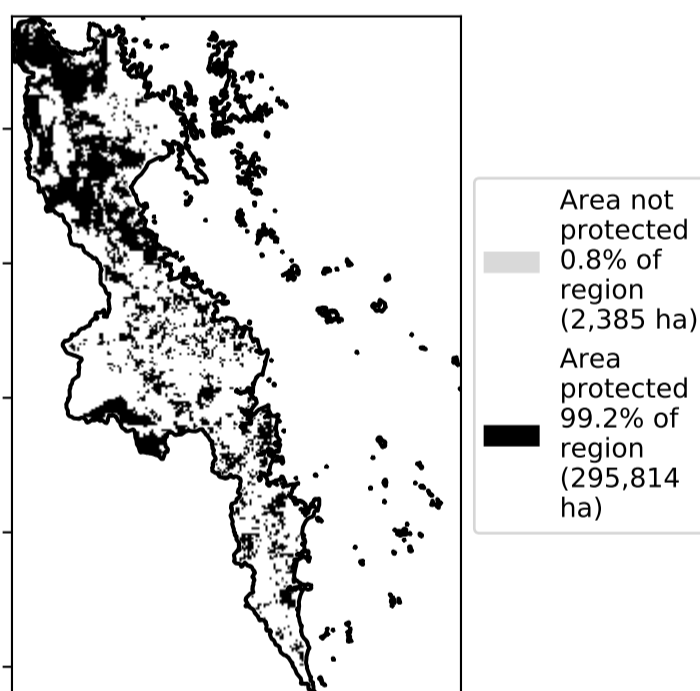 Area not
protected
0.8% of
region
(2,385 ha)
Area
protected
99.2% of
region
(295,814
ha)